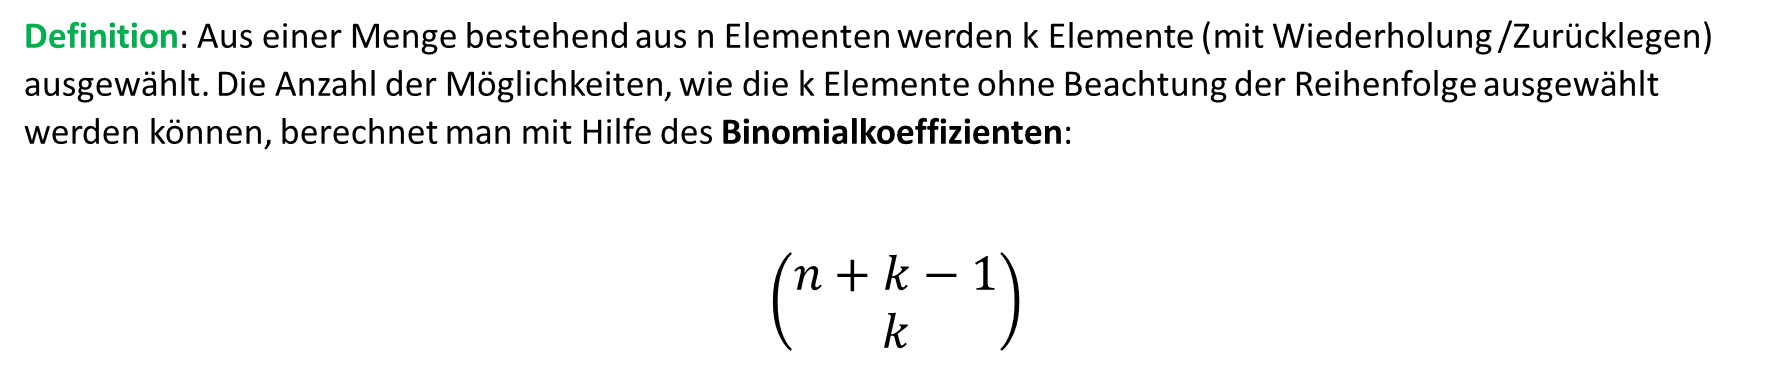 Definition: Aus einer Menge bestehend aus n Elementen werden k Elemente (mit Wiederholung/Zurücklegen)
ausgewählt. Die Anzahl der Möglichkeiten, wie die k Elemente ohne Beachtung der Reihenfolge ausgewählt
werden können, berechnet man mit Hilfe des Binomialkoeffizienten:
(n + k − 1)
k